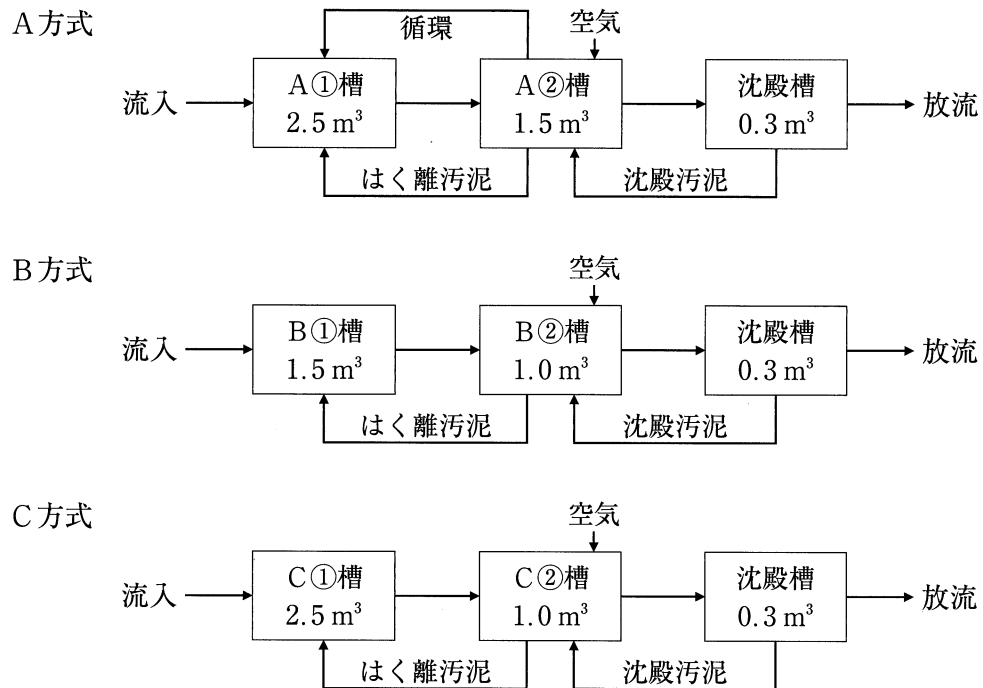 A方式
循環
空気
流入
A①槽
2.5 m³
A②槽
1.5 m³
沈殿槽
0.3 m³
放流
はく離汚泥
沈殿汚泥
B方式
空気
流入
B①槽
1.5 m³
B②槽
1.0 m³
沈殿槽
0.3 m³
放流
はく離汚泥
沈殿汚泥
C方式
空気
流入
C①槽
2.5 m³
C②槽
1.0 m³
沈殿槽
0.3 m³
放流
はく離汚泥
沈殿汚泥